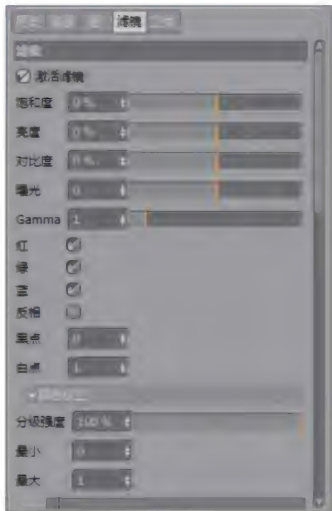 滤镜
滤镜
激活滤镜
饱和度 0 %
亮度 0 %
对比度 0 %
曝光 0
Gamma 1
红
绿
蓝
反相
黑点 0
白点 1
分级强度 100 %
最小 0
最大 1